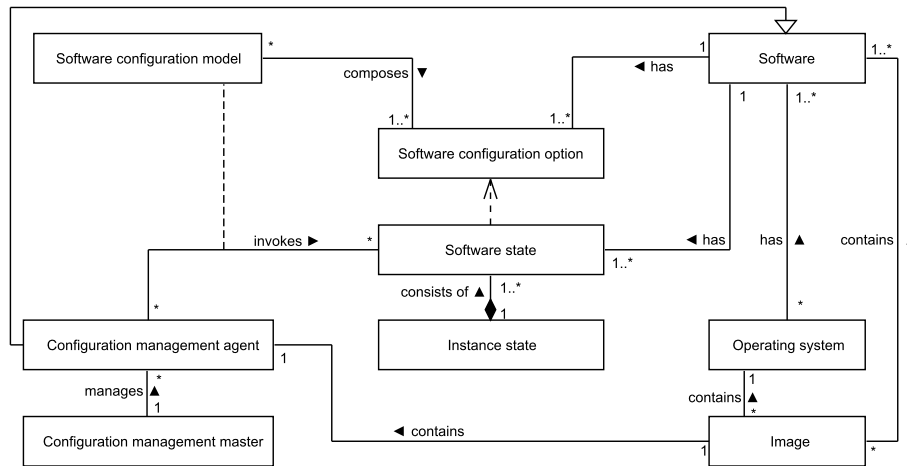 Software configuration model
*
composes ▼
1..*
1
◄ has
1..*
Software
1..*
1
1..*
Software configuration option
invokes ►
*
Software state
◄ has
1..*
has ▲
contains
consists of ▲
1..*
1
*
*
Configuration management agent
1
Instance state
Operating system
manages ▲
*
1
1
contains ▲
*
Configuration management master
◄ contains
1
Image
*